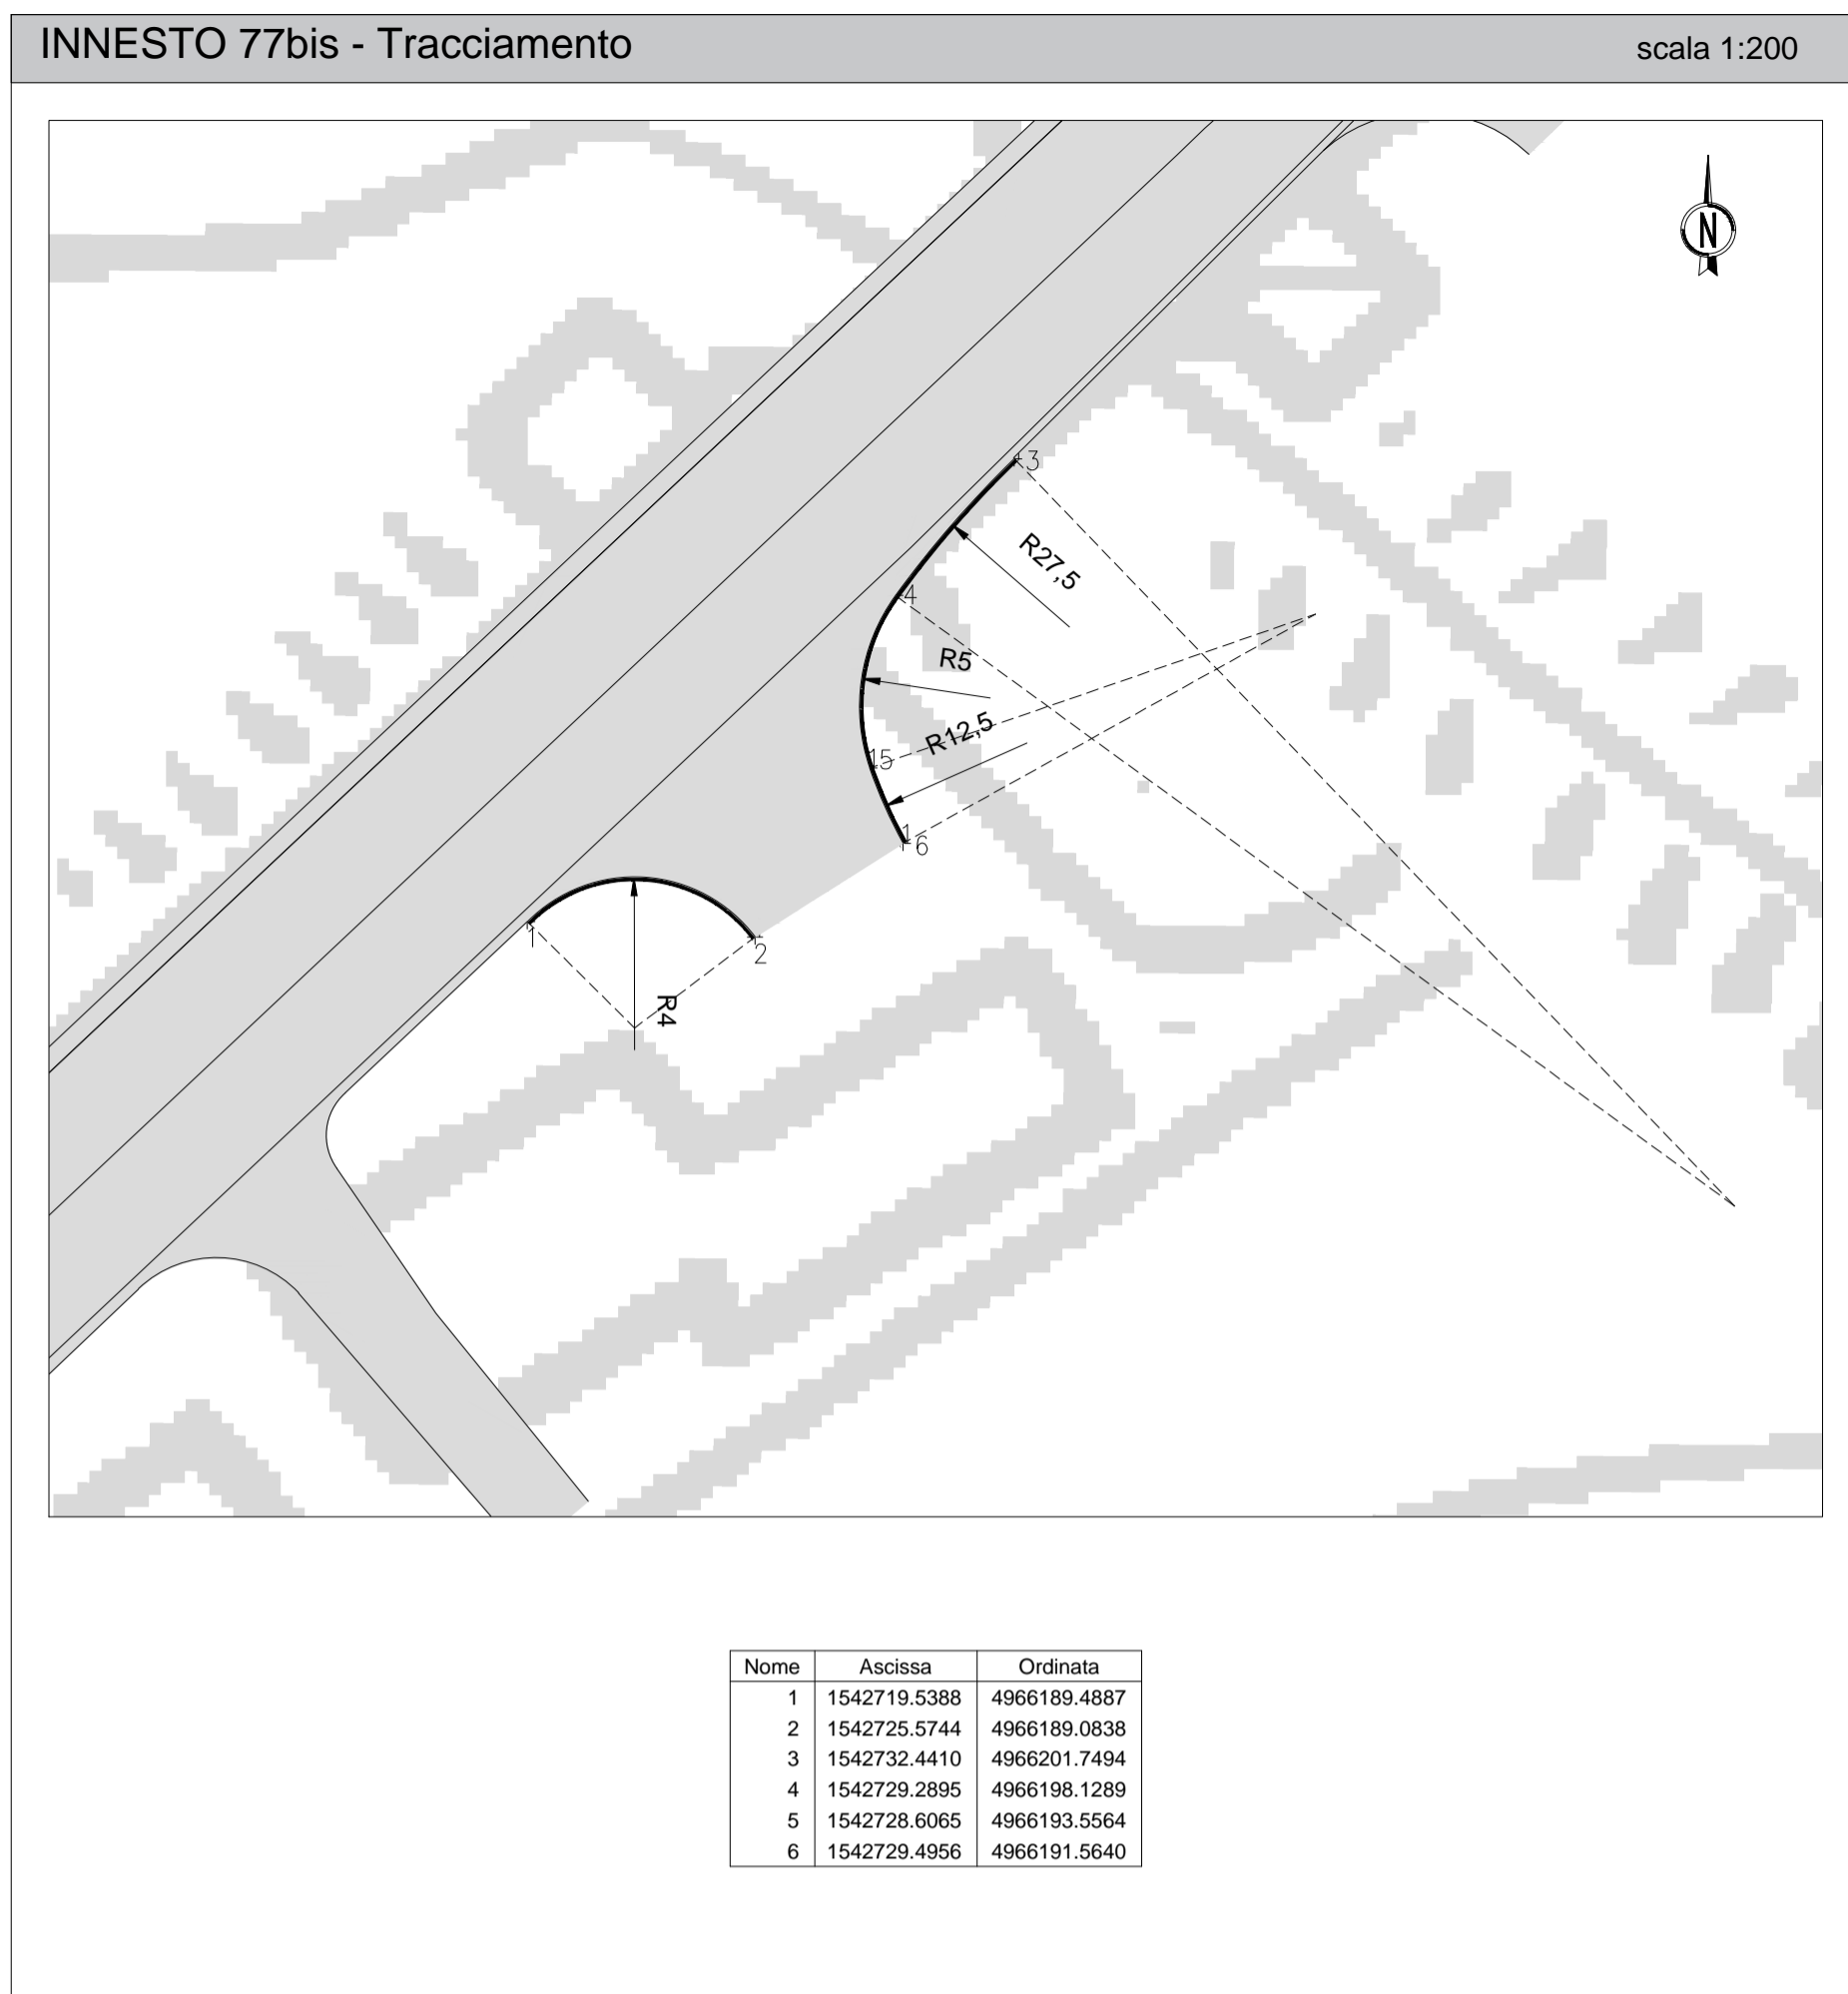 INNESTO 77bis - Tracciamento
scala 1:200
N
3
R27,5
4
R5
R12,5
15
1
6
1
2
R4
Nome Ascissa Ordinata
1 1542719.5388 4966189.4887
2 1542725.5744 4966189.0838
3 1542732.4410 4966201.7494
4 1542729.2895 4966198.1289
5 1542728.6065 4966193.5564
6 1542729.4956 4966191.5640